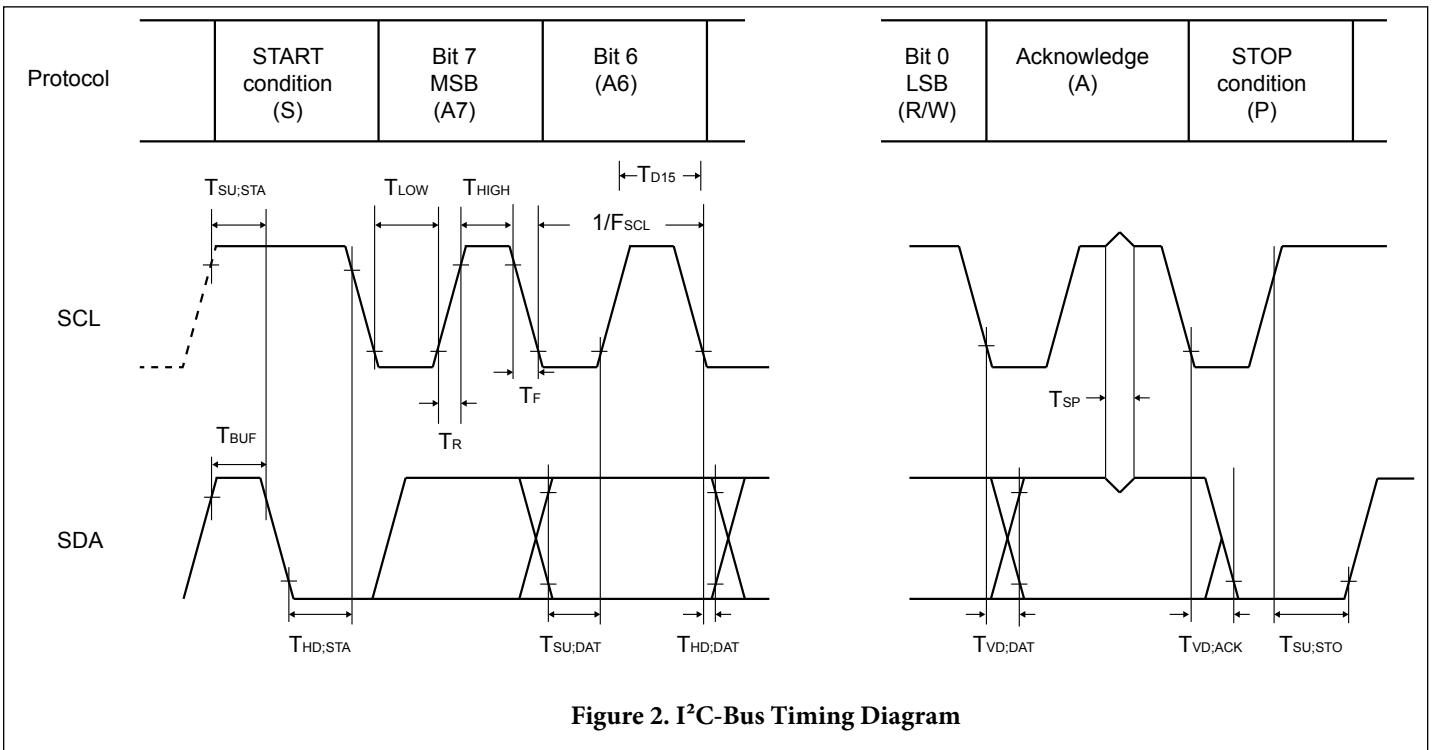 Protocol
START
condition
(S)
Bit 7
MSB
(A7)
Bit 6
(A6)
Bit 0
LSB
(R/W)
Acknowledge
(A)
STOP
condition
(P)
TSU;STA
TLOW
THIGH
TD15
1/FSCL
SCL
TF
TR
TSP
TBUF
SDA
THD;STA
TSU;DAT
THD;DAT
TVD;DAT
TVD;ACK
TSU;STO
Figure 2. I²C-Bus Timing Diagram